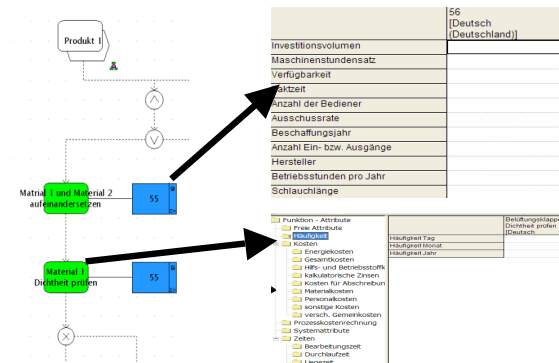 Produkt I
Matrial 1 und Material 2
aufeinandersetzen
55
Material I
Dichtheit prüfen
55
56
[Deutsch
(Deutschland)]
Investitionsvolumen
Maschinenstundensatz
Verfügbarkeit
aktzeit
Anzahl der Bediener
Ausschussrate
Beschaffungsjahr
Anzahl Ein- bzw. Ausgänge
Hersteller
Betriebsstunden pro Jahr
Schlauchlänge
Funktion - Attribute
Freie Attribute
Häufigkeit
Kosten
Energiekosten
Gesamtkosten
Hilfs- und Betriebsstoffk
kalkulatorische Zinsen
Kosten für Abschreibun
Materialkosten
Personalkosten
sonstige Kosten
versch. Gemeinkosten
Prozesskostenrechnung
Systemattribute
Zeiten
Bearbeitungszeit
Durchlaufzeit
Liegezeit
Belüftungsklappe
Dichtheit prüfen
[Deutsch
Häufigkeit Tag
Häufigkeit Monat
Häufigkeit Jahr